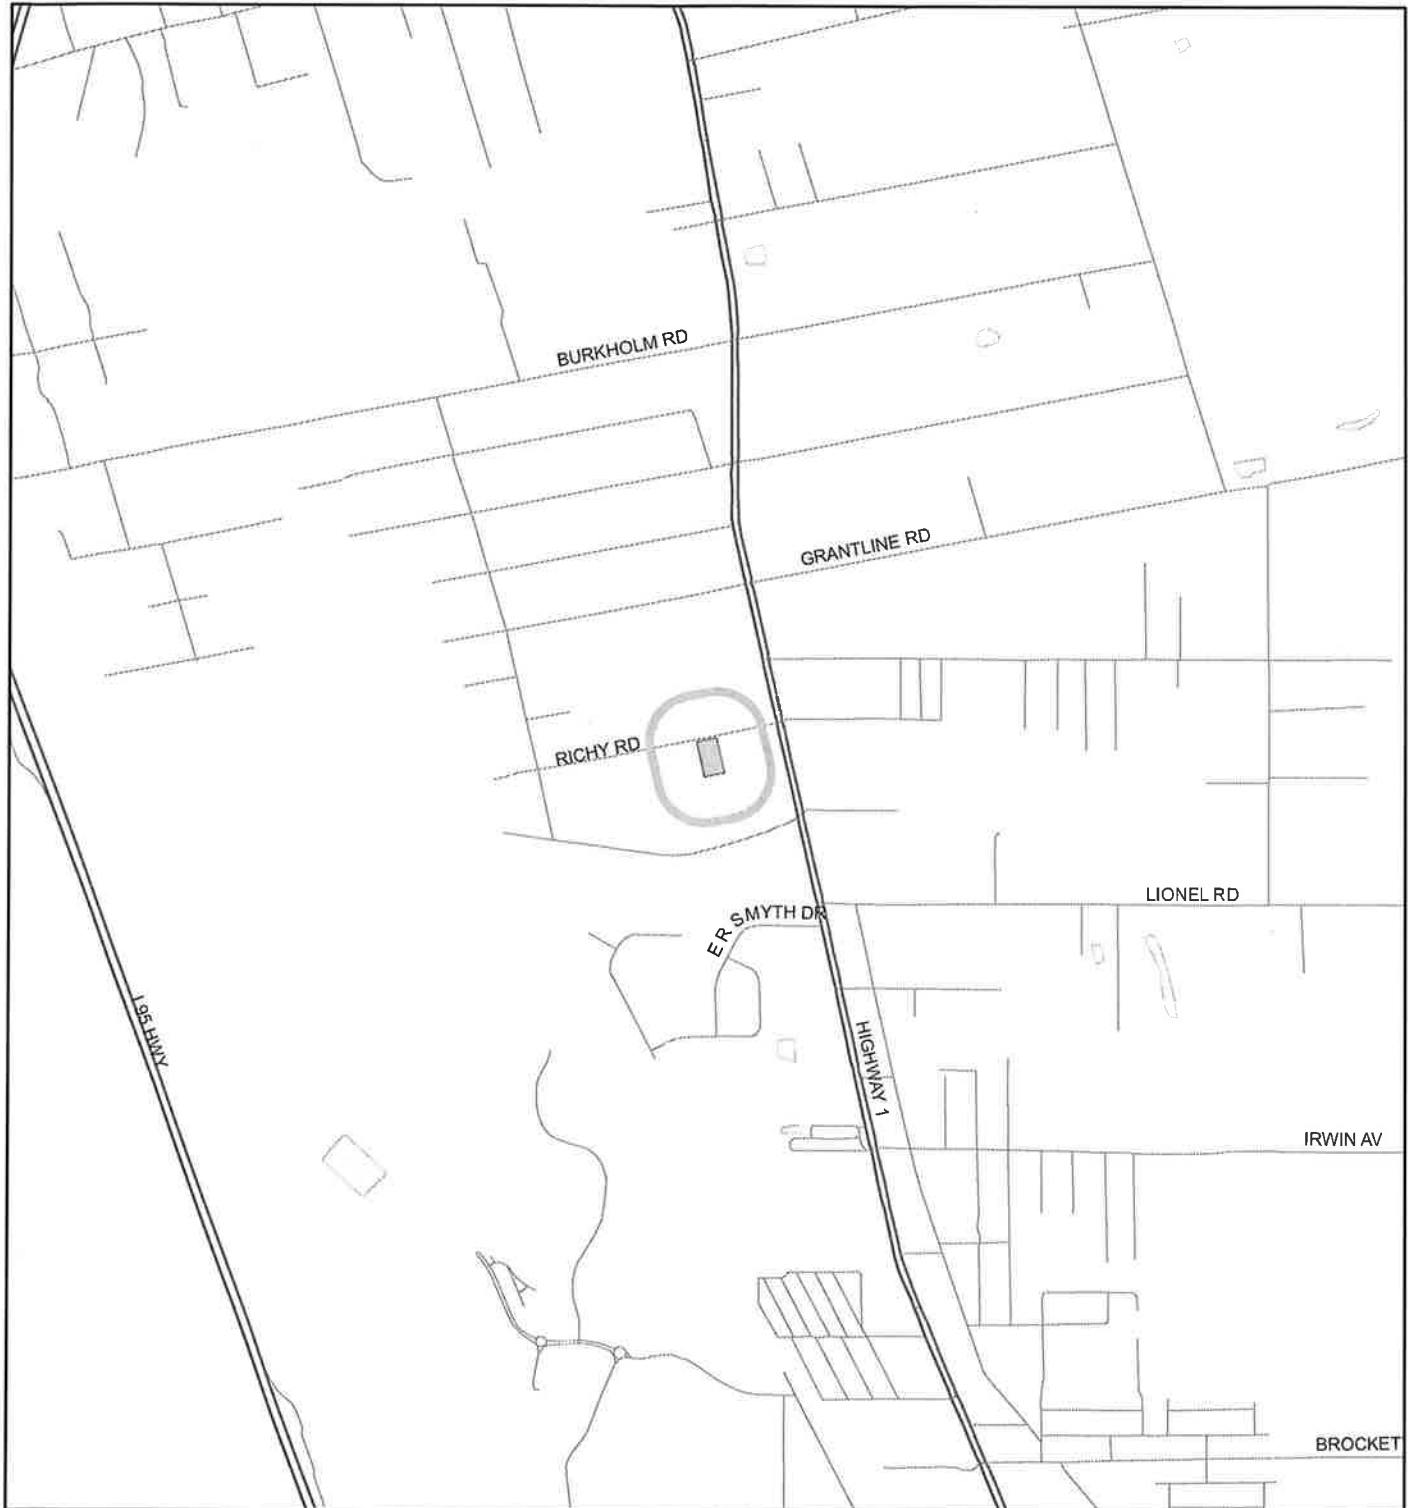 BURKHOLM RD
GRANTLINE RD
RICHY RD
LIONEL RD
E R SMYTH DR
I 95 HWY
HIGHWAY 1
IRWIN AV
BROCKET